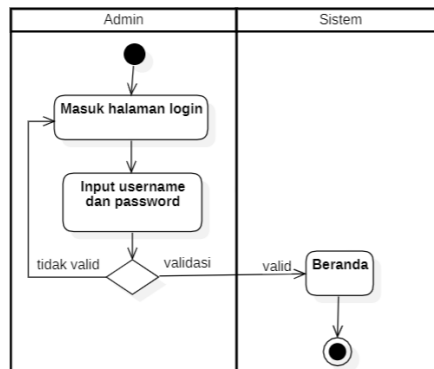 Admin
Sistem
Masuk halaman login
Input username
dan password
tidak valid
validasi
valid
Beranda